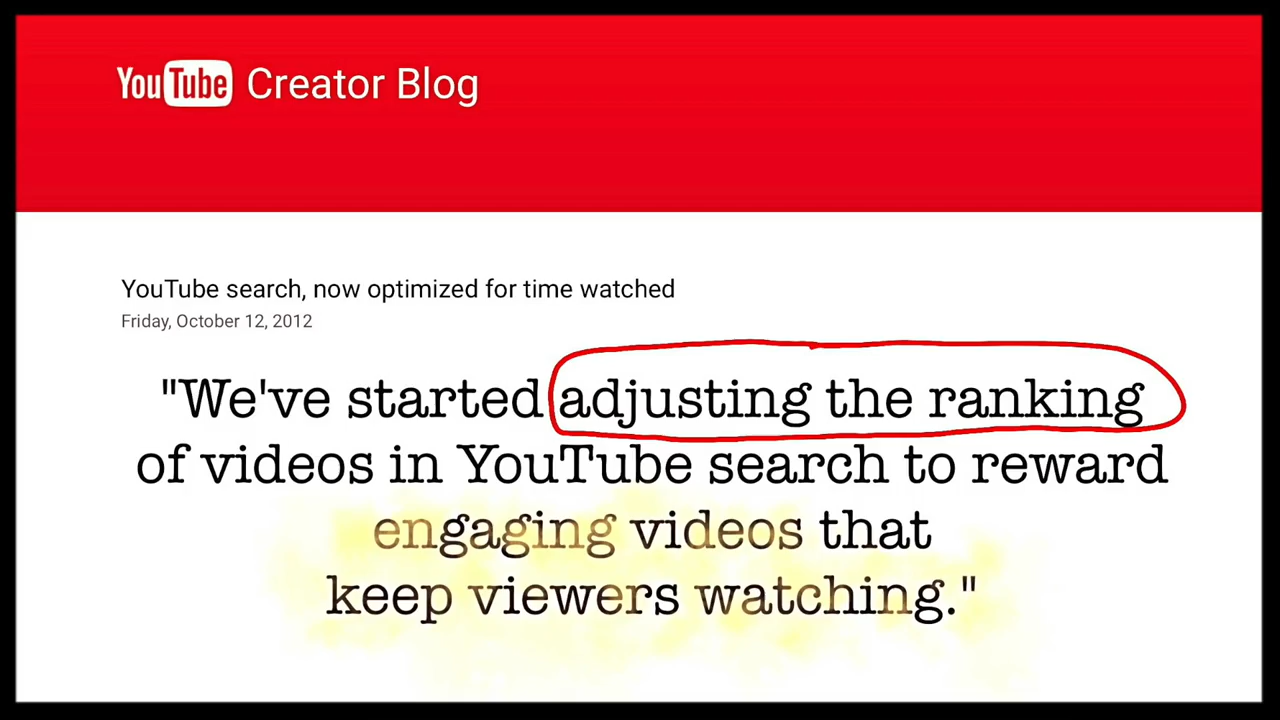 YouTube Creator Blog
YouTube search, now optimized for time watched
Friday, October 12, 2012
"We've started adjusting the ranking
of videos in YouTube search to reward
engaging videos that
keep viewers watching."